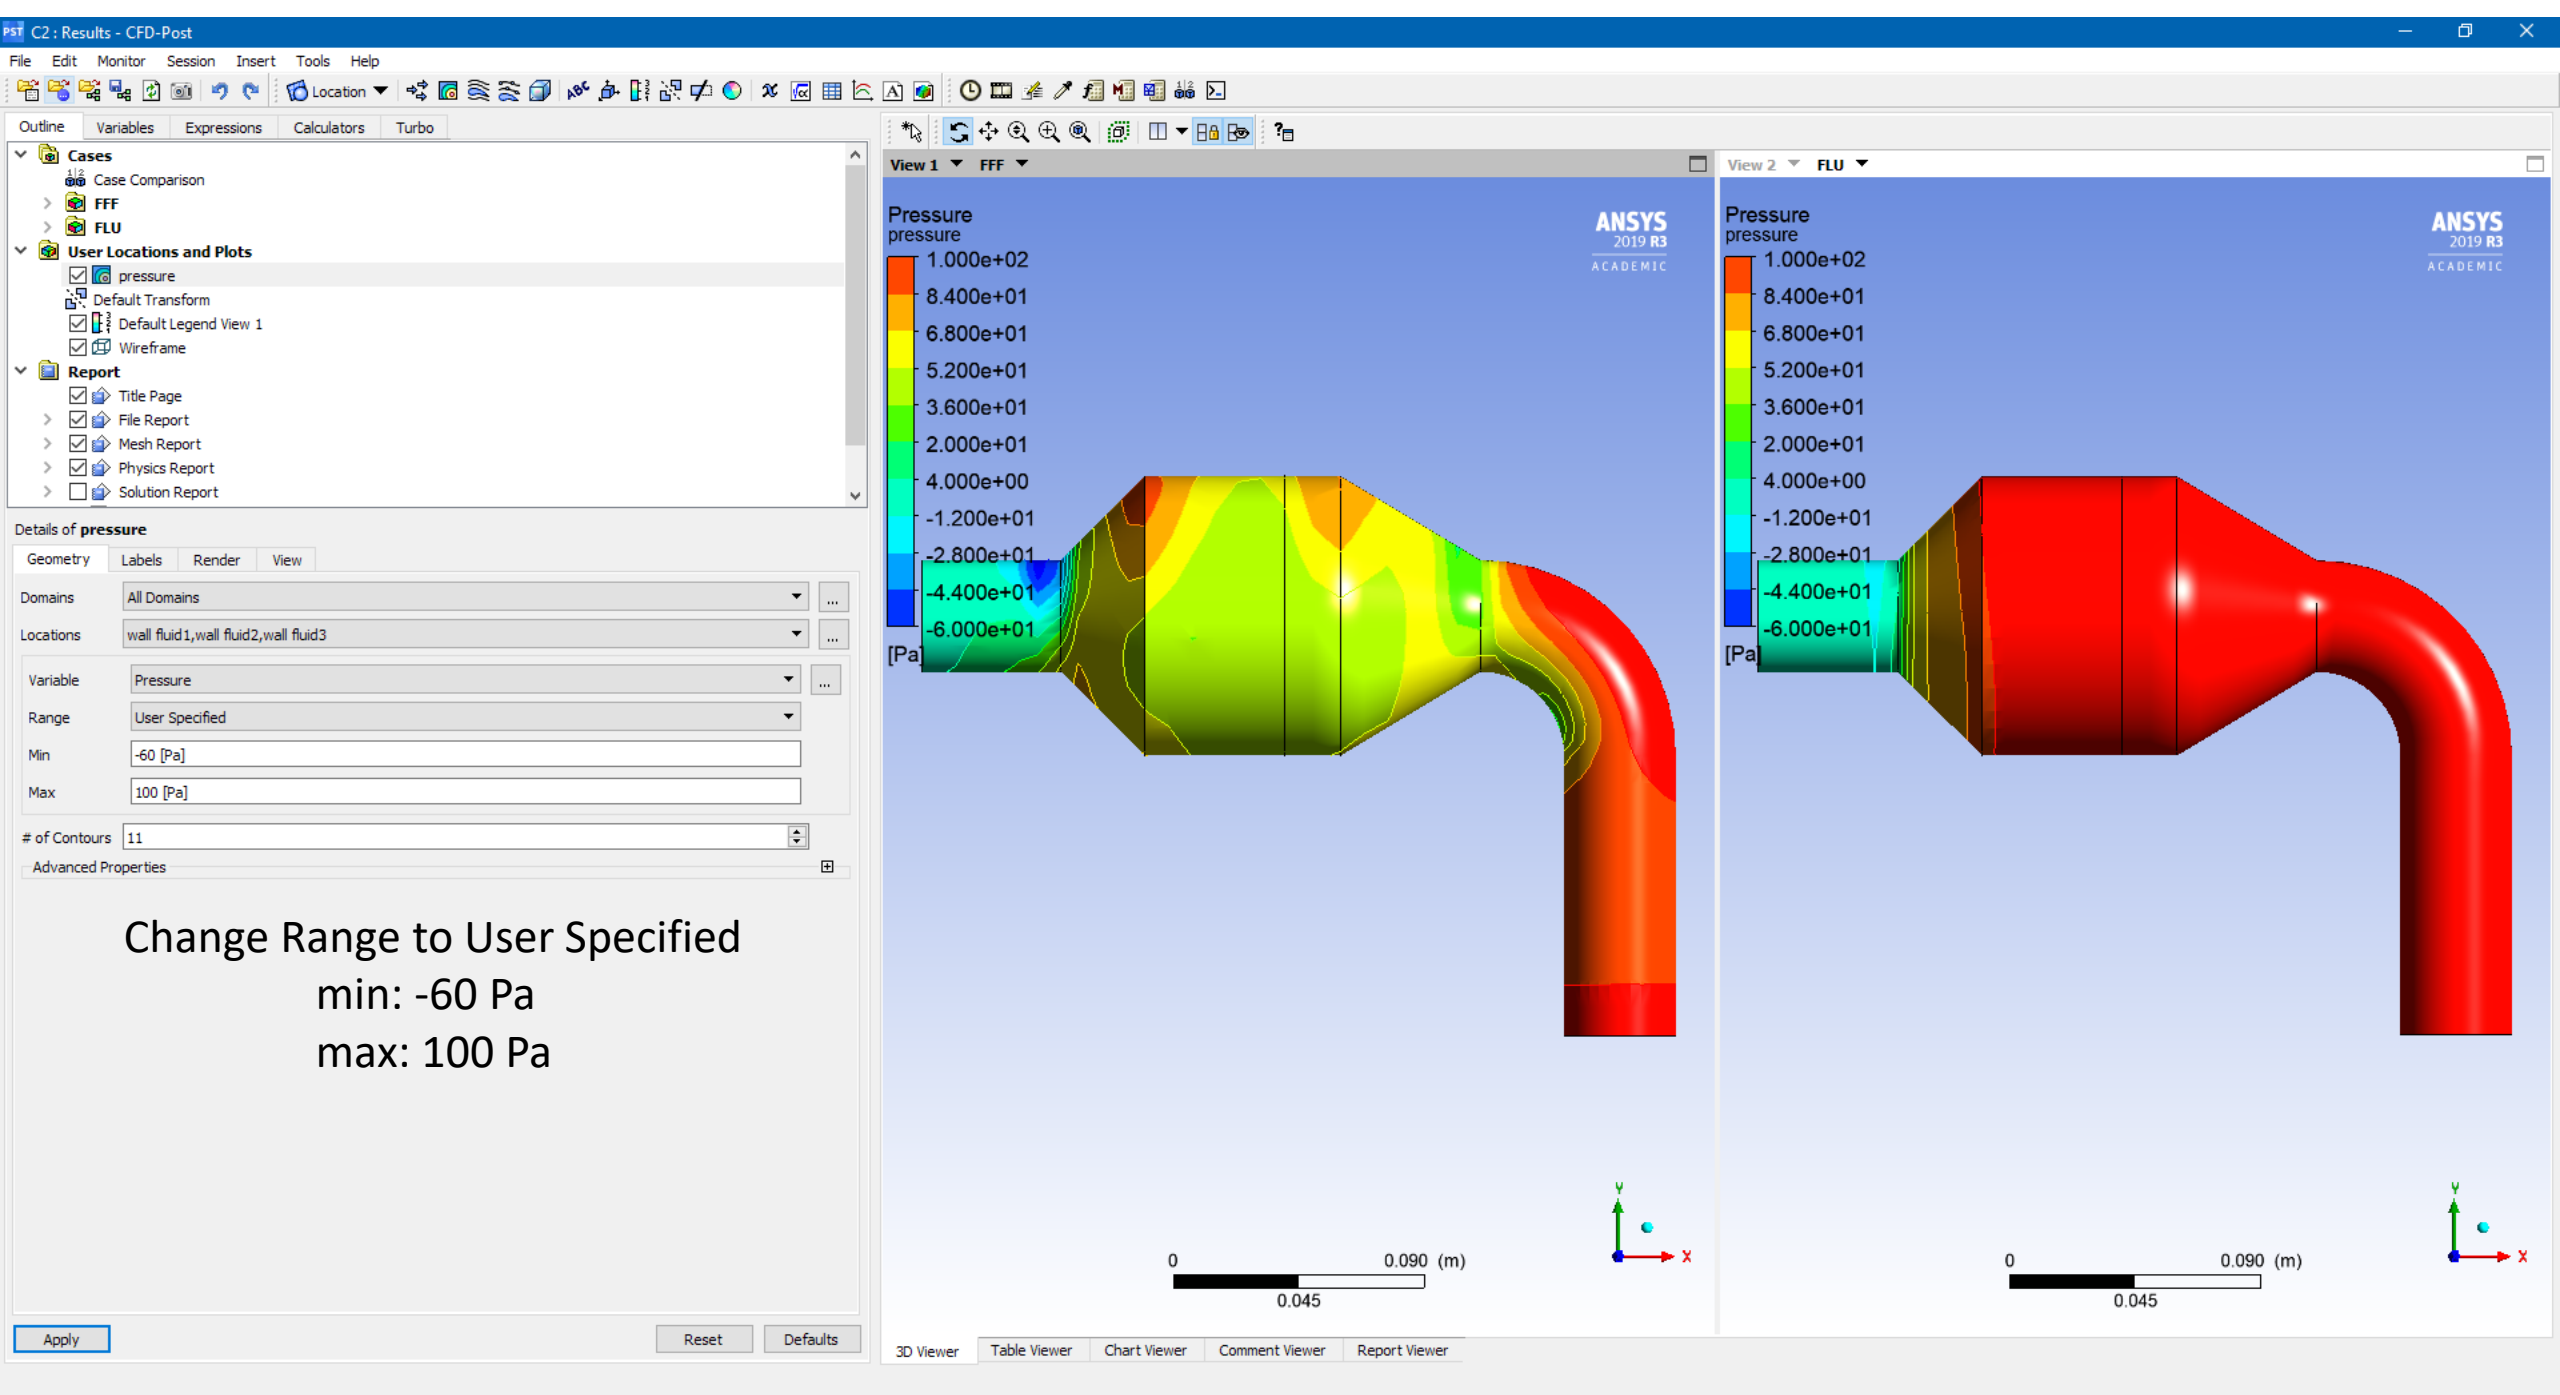 PST C2 : Results - CFD-Post
File Edit Monitor Session Insert Tools Help
Location
Outline Variables Expressions Calculators Turbo
Cases
Case Comparison
FFF
FLU
User Locations and Plots
pressure
Default Transform
Default Legend View 1
Wireframe
Report
Title Page
File Report
Mesh Report
Physics Report
Solution Report
Details of pressure
Geometry Labels Render View
Domains All Domains ...
Locations wall fluid1,wall fluid2,wall fluid3 ...
Variable Pressure ...
Range User Specified
Min -60 [Pa]
Max 100 [Pa]
# of Contours 11
Advanced Properties
Change Range to User Specified
min: -60 Pa
max: 100 Pa
Apply Reset Defaults
View 1 FFF
Pressure
pressure
1.000e+02
8.400e+01
6.800e+01
5.200e+01
3.600e+01
2.000e+01
4.000e+00
-1.200e+01
-2.800e+01
-4.400e+01
-6.000e+01
[Pa]
ANSYS
2019 R3
ACADEMIC
Y
X
0 0.090 (m)
0.045
View 2 FLU
Pressure
pressure
1.000e+02
8.400e+01
6.800e+01
5.200e+01
3.600e+01
2.000e+01
4.000e+00
-1.200e+01
-2.800e+01
-4.400e+01
-6.000e+01
[Pa]
ANSYS
2019 R3
ACADEMIC
Y
X
0 0.090 (m)
0.045
3D Viewer Table Viewer Chart Viewer Comment Viewer Report Viewer